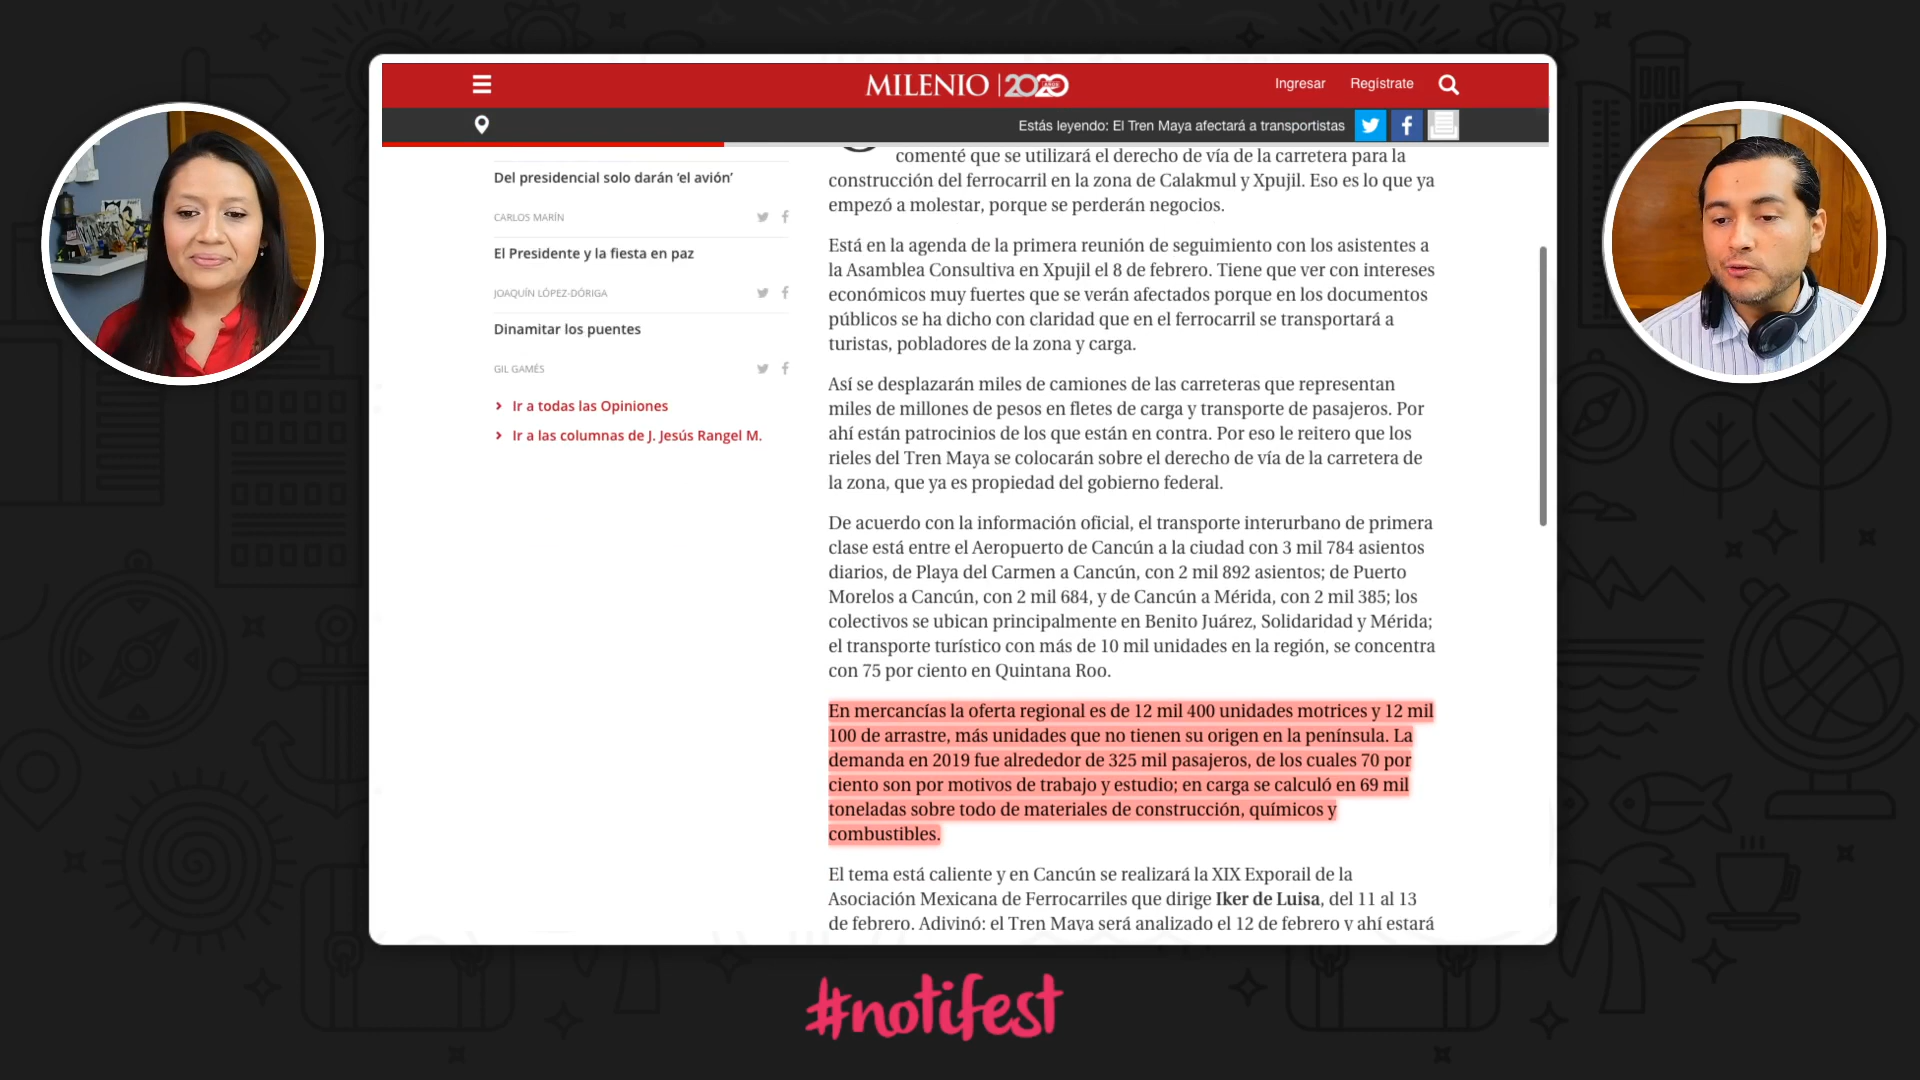 MILENIO 2020
Ingresar
Regístrate
Estás leyendo: El Tren Maya afectará a transportistas
Del presidencial solo darán ‘el avión’
CARLOS MARÍN
El Presidente y la fiesta en paz
JOAQUÍN LÓPEZ-DÓRIGA
Dinamitar los puentes
GIL GAMÉS
Ir a todas las Opiniones
Ir a las columnas de J. Jesús Rangel M.
comenté que se utilizará el derecho de vía de la carretera para la
construcción del ferrocarril en la zona de Calakmul y Xpujil. Eso es lo que ya
empezó a molestar, porque se perderán negocios.
Está en la agenda de la primera reunión de seguimiento con los asistentes a
la Asamblea Consultiva en Xpujil el 8 de febrero. Tiene que ver con intereses
económicos muy fuertes que se verán afectados porque en los documentos
públicos se ha dicho con claridad que en el ferrocarril se transportará a
turistas, pobladores de la zona y carga.
Así se desplazarán miles de camiones de las carreteras que representan
miles de millones de pesos en fletes de carga y transporte de pasajeros. Por
ahí están patrocinios de los que están en contra. Por eso le reitero que los
rieles del Tren Maya se colocarán sobre el derecho de vía de la carretera de
la zona, que ya es propiedad del gobierno federal.
De acuerdo con la información oficial, el transporte interurbano de primera
clase está entre el Aeropuerto de Cancún a la ciudad con 3 mil 784 asientos
diarios, de Playa del Carmen a Cancún, con 2 mil 892 asientos; de Puerto
Morelos a Cancún, con 2 mil 684, y de Cancún a Mérida, con 2 mil 385; los
colectivos se ubican principalmente en Benito Juárez, Solidaridad y Mérida;
el transporte turístico con más de 10 mil unidades en la región, se concentra
con 75 por ciento en Quintana Roo.
En mercancías la oferta regional es de 12 mil 400 unidades motrices y 12 mil
100 de arrastre, más unidades que no tienen su origen en la península. La
demanda en 2019 fue alrededor de 325 mil pasajeros, de los cuales 70 por
ciento son por motivos de trabajo y estudio; en carga se calculó en 69 mil
toneladas sobre todo de materiales de construcción, químicos y
combustibles.
El tema está caliente y en Cancún se realizará la XIX Exporail de la
Asociación Mexicana de Ferrocarriles que dirige Iker de Luisa, del 11 al 13
de febrero. Adivinó: el Tren Maya será analizado el 12 de febrero y ahí estará
#notifest